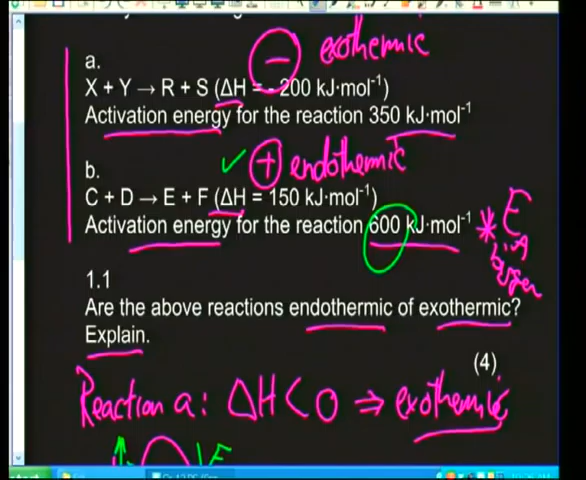 exothermic
a.
−
X + Y → R + S (ΔH = - 200 kJ·mol⁻¹)
Activation energy for the reaction 350 kJ·mol⁻¹
b.
+ endothermic
C + D → E + F (ΔH = 150 kJ·mol⁻¹)
Activation energy for the reaction 600 kJ·mol⁻¹
* E
1.1
Are the above reactions endothermic of exothermic?
Explain.
(4)
Reaction a: ΔH < 0 ⇒ exothermic